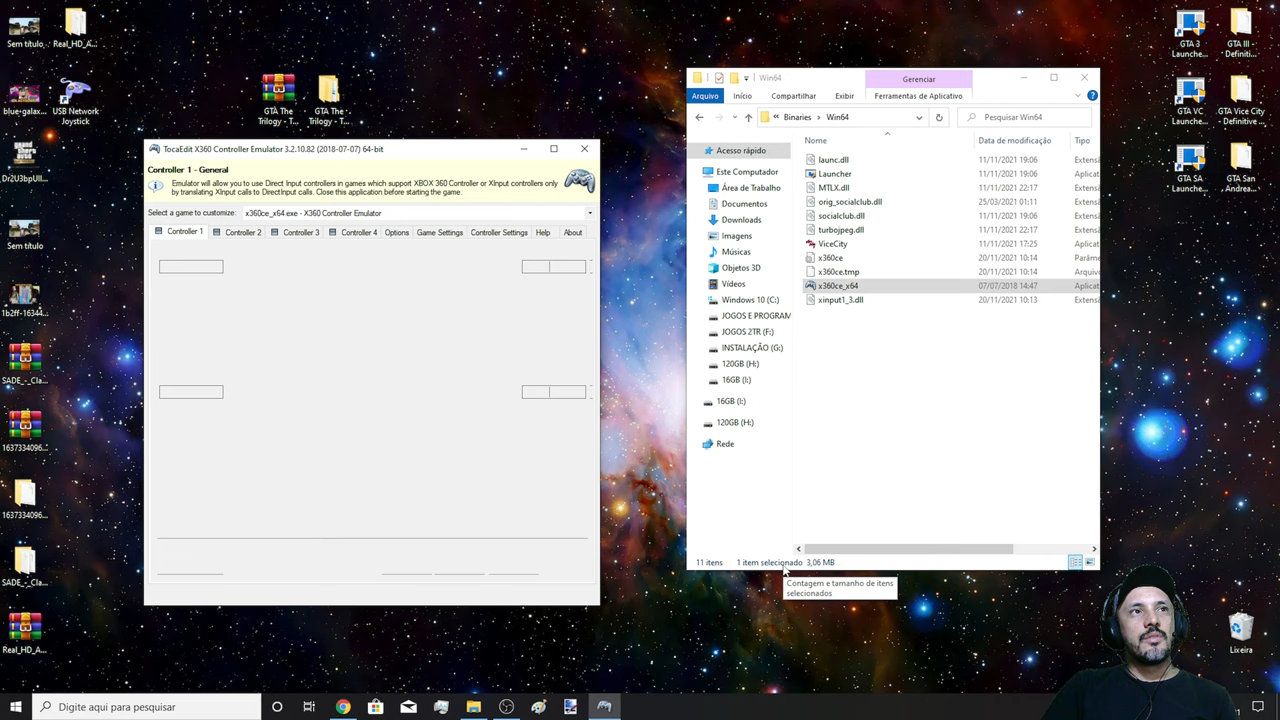 Sem título
Real_HD_A...
bluecgalax...
USB Network
Joystick
GTA The
Trilogy - T...
GTA The
Trilogy - T...
Sem título
SADE_-_Cla...
1637334096...
SADE_-_Cla...
Real_HD_A...
TocaEdit X360 Controller Emulator 3.2.10.82 (2018-07-07) 64-bit
Controller 1 - General
Emulator will allow you to use Direct Input controllers in games which support XBOX 360 Controller or XInput controllers only
by translating XInput calls to DirectInput calls. Close this application before starting the game.
Select a game to customize:
x360ce_x64.exe - X360 Controller Emulator
Controller 1
Controller 2
Controller 3
Controller 4
Options
Game Settings
Controller Settings
Help
About
Win64
Gerenciar
Arquivo
Início
Compartilhar
Exibir
Ferramentas de Aplicativo
« Binaries › Win64
Pesquisar Win64
Acesso rápido
Este Computador
Área de Trabalho
Documentos
Downloads
Imagens
Músicas
Objetos 3D
Vídeos
Windows 10 (C:)
JOGOS E PROGRAM
JOGOS 2TR (F:)
INSTALAÇÃO (G:)
120GB (H:)
16GB (I:)
16GB (I:)
120GB (H:)
Rede
Nome
Data de modificação
Tipo
launc.dll 11/11/2021 19:06 Extensã
Launcher 11/11/2021 19:06 Aplicat
MTLX.dll 11/11/2021 22:17 Extensã
orig_socialclub.dll 25/03/2021 01:11 Extensã
socialclub.dll 11/11/2021 19:06 Extensã
turbojpeg.dll 11/11/2021 22:17 Extensã
ViceCity 11/11/2021 17:25 Aplicat
x360ce 20/11/2021 10:14 Parâme
x360ce.tmp 20/11/2021 10:14 Arquivo
x360ce_x64 07/07/2018 14:47 Aplicat
xinput1_3.dll 20/11/2021 10:13 Extensã
11 itens
1 item selecionado 3,06 MB
Contagem e tamanho de itens
selecionados
GTA 3
Launche...
GTA III -
Definitiv...
GTA VC
Launche...
GTA Vice City -
Definitive...
GTA SA
Launche...
GTA San
Andrea...
Lixeira
Digite aqui para pesquisar